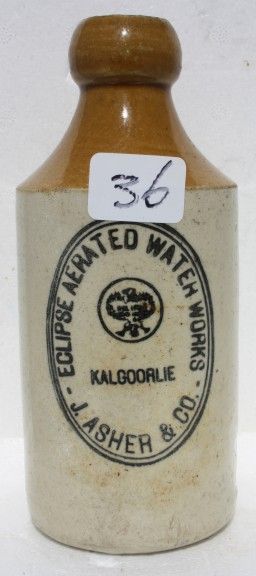 36
ECLIPSE AERATED WATER WORKS
KALGOORLIE
- J. ASHER & CO. -